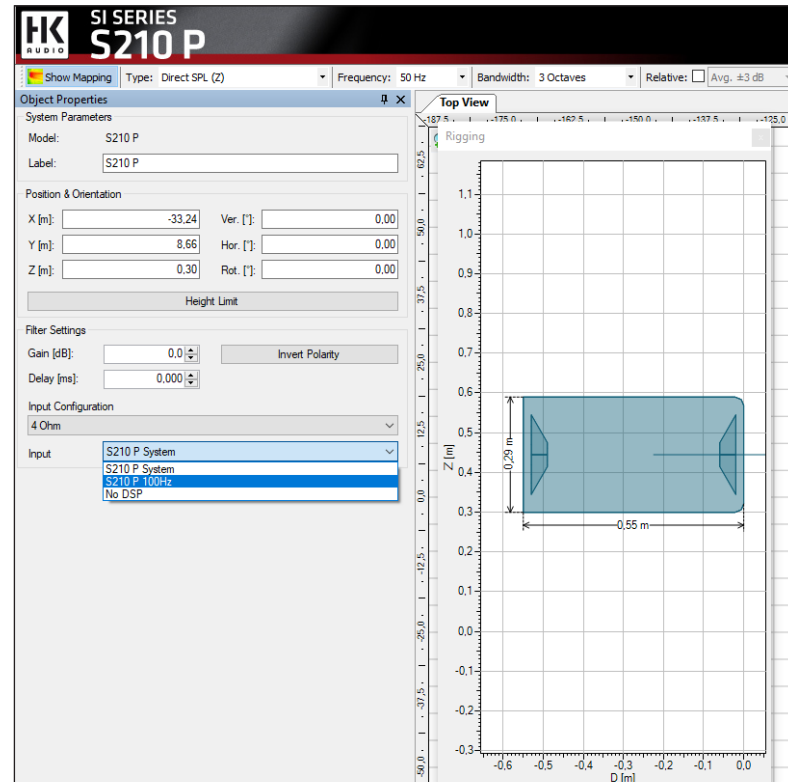 HK
AUDIO
SI SERIES
S210 P
Show Mapping Type: Direct SPL (Z) Frequency: 50 Hz Bandwidth: 3 Octaves Relative: Avg. ±3 dB
Object Properties
System Parameters
Model: S210 P
Label: S210 P
Position & Orientation
X [m]: -33,24 Ver. [°]: 0,00
Y [m]: 8,66 Hor. [°]: 0,00
Z [m]: 0,30 Rot. [°]: 0,00
Height Limit
Filter Settings
Gain [dB]: 0,0 Invert Polarity
Delay [ms]: 0,000
Input Configuration
4 Ohm
Input S210 P System
S210 P System
S210 P 100Hz
No DSP
Top View
-187,5 -175,0 -162,5 -150,0 -137,5 -125,0
62,5
50,0
37,5
25,0
12,5
0,0
-12,5
-25,0
-37,5
-50,0
Rigging
1,1
1,0
0,9
0,8
0,7
0,6
0,5
0,4
0,3
0,2
0,1
0,0
-0,1
-0,2
-0,3
Z [m]
0,29 m
0,55 m
-0,6 -0,5 -0,4 -0,3 -0,2 -0,1 0,0
D [m]